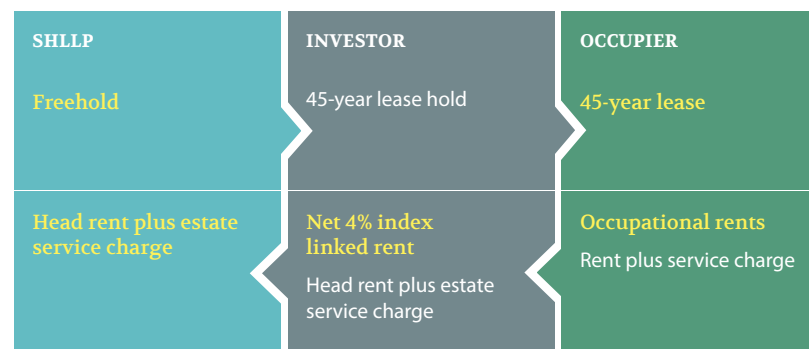 SHLLP
Freehold
INVESTOR
45-year lease hold
OCCUPIER
45-year lease
Head rent plus estate
service charge
Net 4% index
linked rent
Head rent plus estate
service charge
Occupational rents
Rent plus service charge